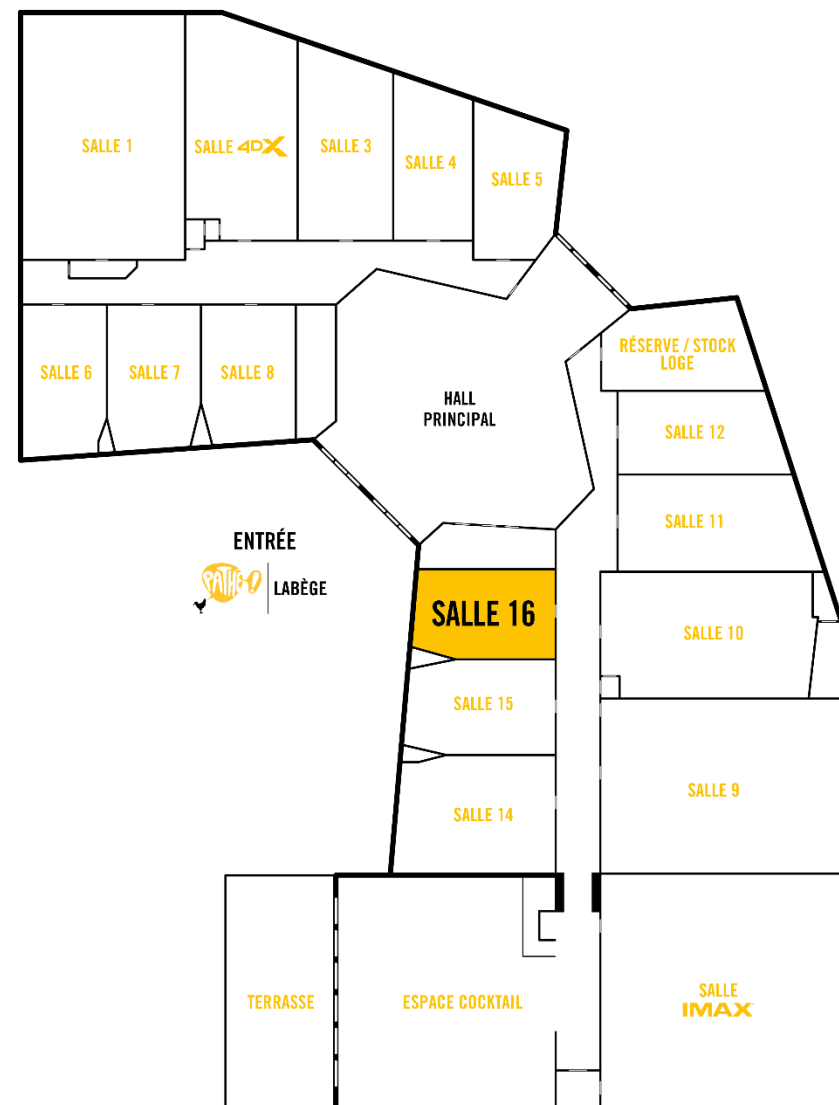 SALLE 1
SALLE 4DX
SALLE 3
SALLE 4
SALLE 5
SALLE 6
SALLE 7
SALLE 8
HALL
PRINCIPAL
RÉSERVE / STOCK
LOGE
SALLE 12
SALLE 11
ENTRÉE
PATHÉ
LABÈGE
SALLE 16
SALLE 10
SALLE 15
SALLE 9
SALLE 14
TERRASSE
ESPACE COCKTAIL
SALLE
IMAX